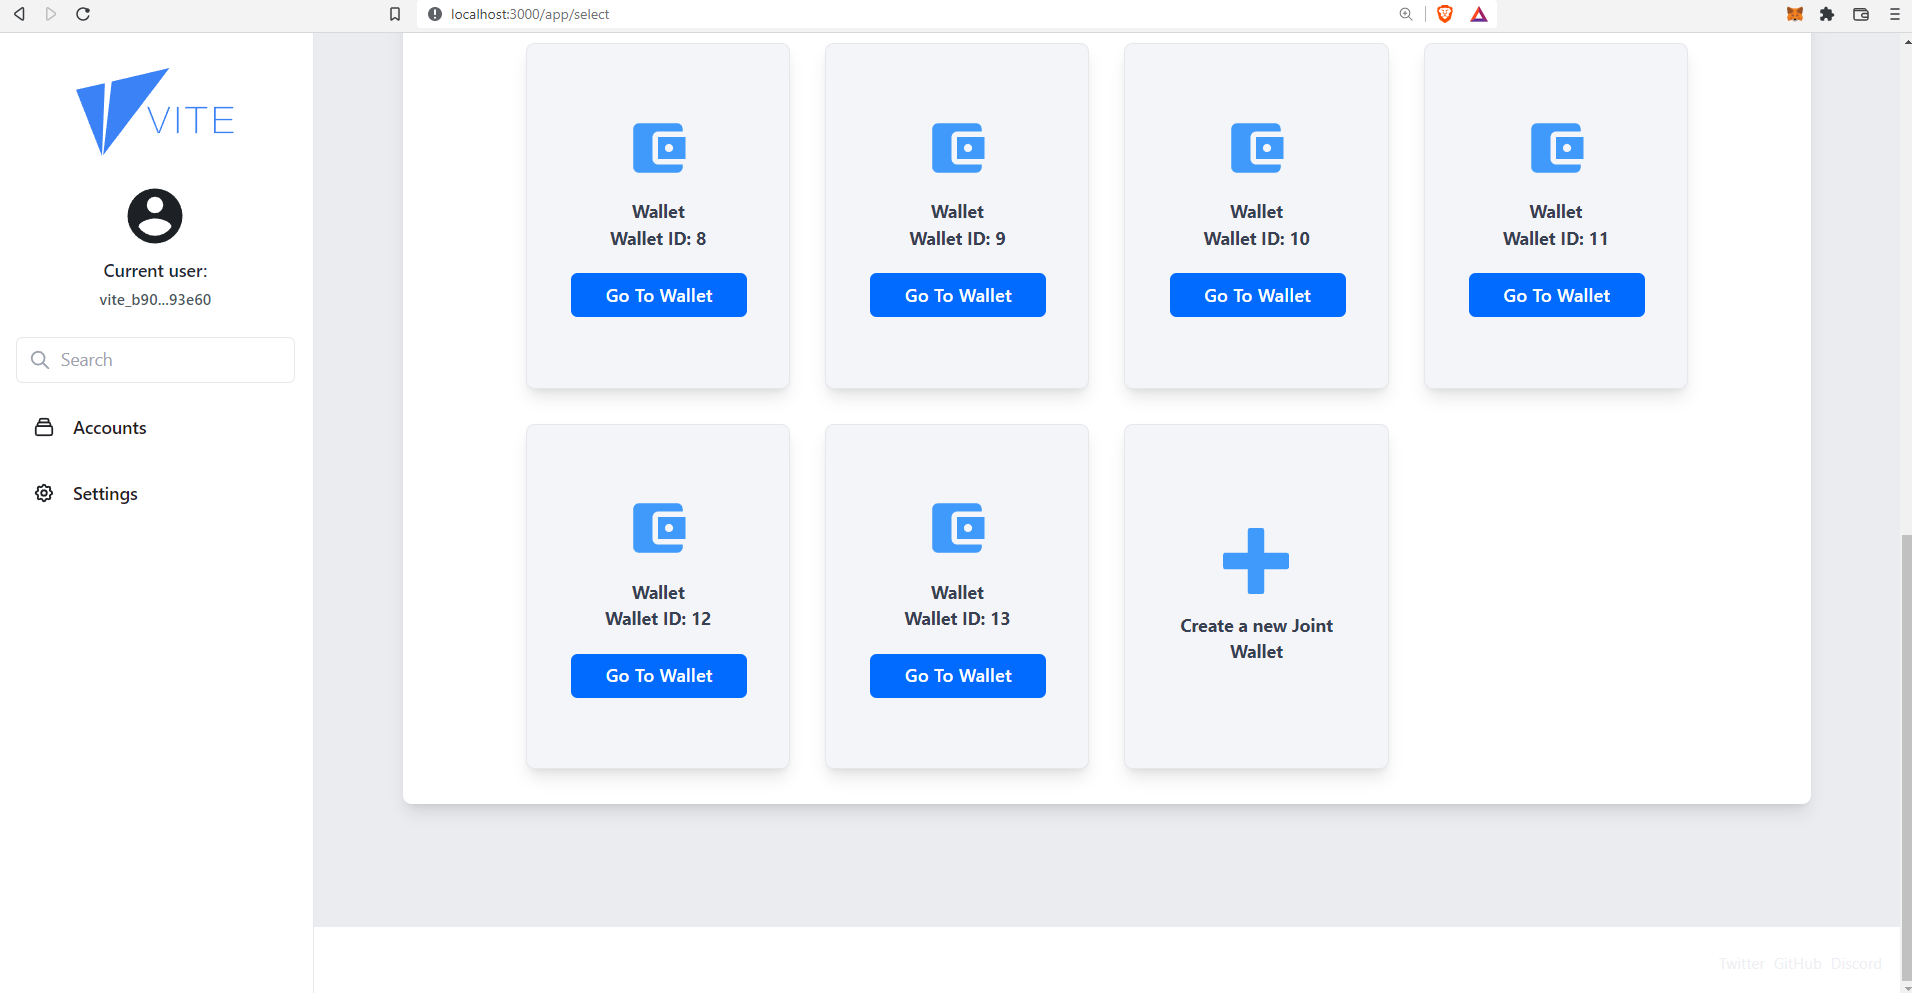 localhost:3000/app/select
VITE
Current user:
vite_b90...93e60
Search
Accounts
Settings
Wallet
Wallet ID: 8
Go To Wallet
Wallet
Wallet ID: 9
Go To Wallet
Wallet
Wallet ID: 10
Go To Wallet
Wallet
Wallet ID: 11
Go To Wallet
Wallet
Wallet ID: 12
Go To Wallet
Wallet
Wallet ID: 13
Go To Wallet
Create a new Joint
Wallet
Twitter GitHub Discord